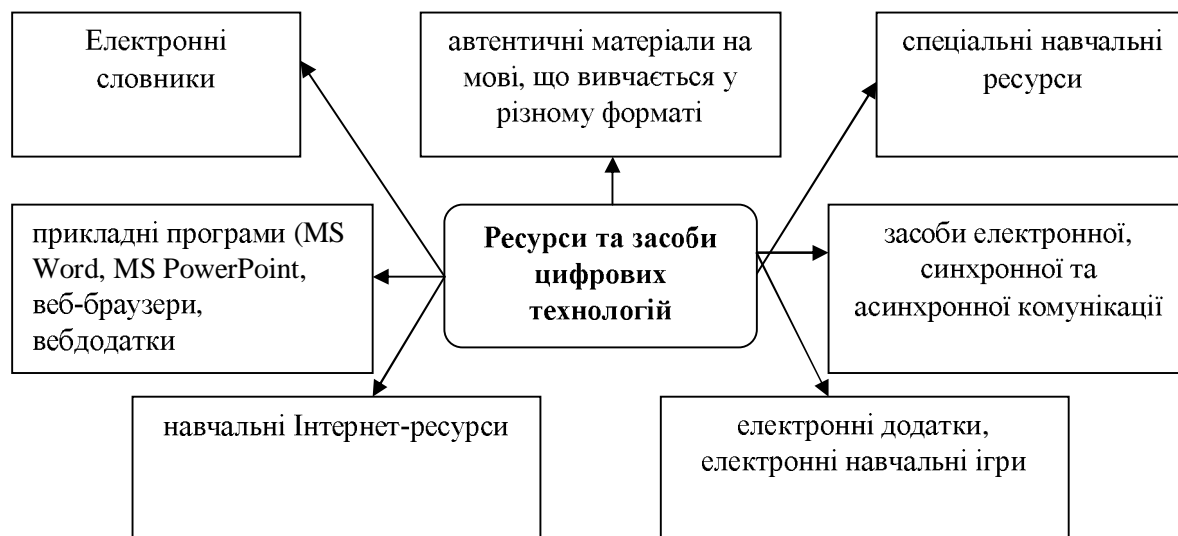 Електронні
словники
автентичні матеріали на
мові, що вивчається у
різному форматі
спеціальні навчальні
ресурси
прикладні програми (MS
Word, MS PowerPoint,
веб-браузери,
вебдодатки
Ресурси та засоби
цифрових
технологій
засоби електронної,
синхронної та
асинхронної комунікації
навчальні Інтернет-ресурси
електронні додатки,
електронні навчальні ігри